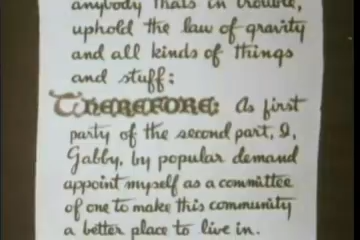 anybody thats in trouble,
uphold the law of gravity
and all kinds of things
and stuff:
THEREFORE: As first
party of the second part, I,
Gabby, by popular demand
appoint myself as a committee
of one to make this community
a better place to live in.